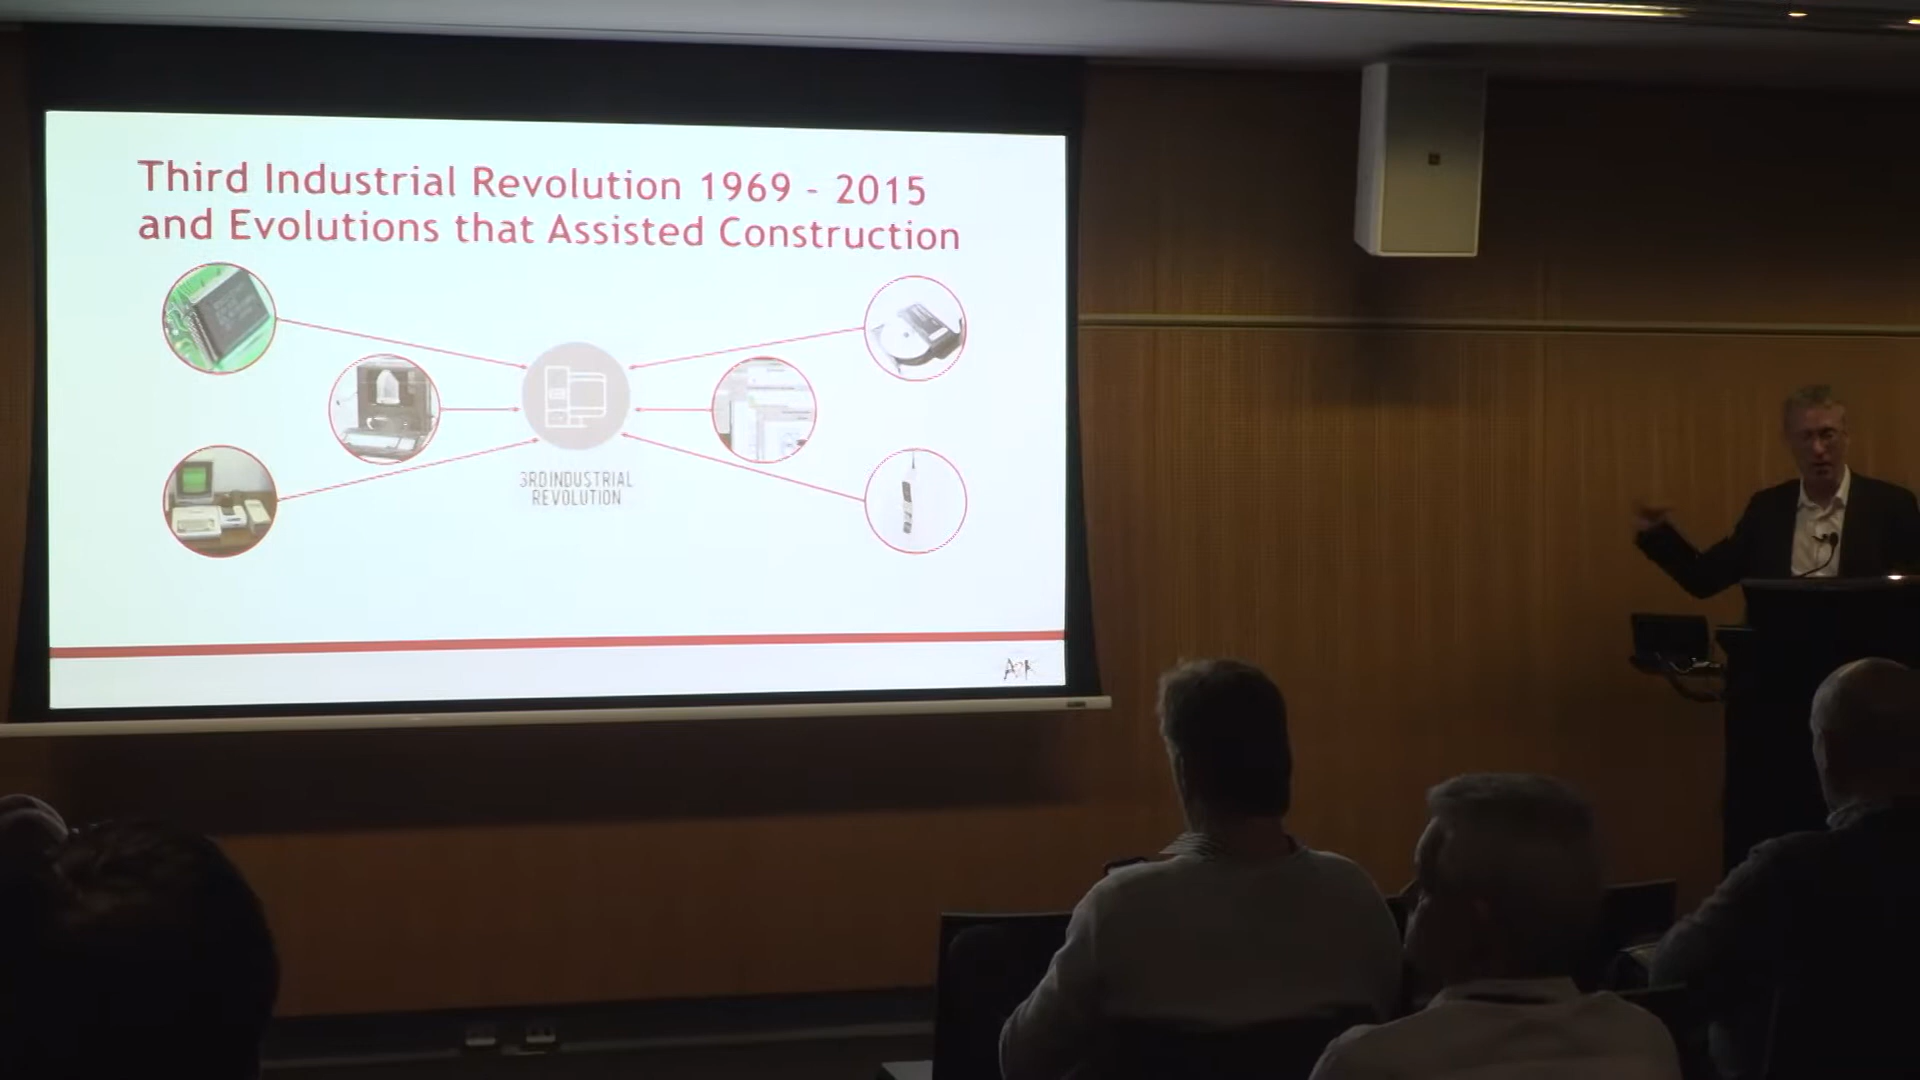 Third Industrial Revolution 1969 - 2015
and Evolutions that Assisted Construction
3RD INDUSTRIAL
REVOLUTION